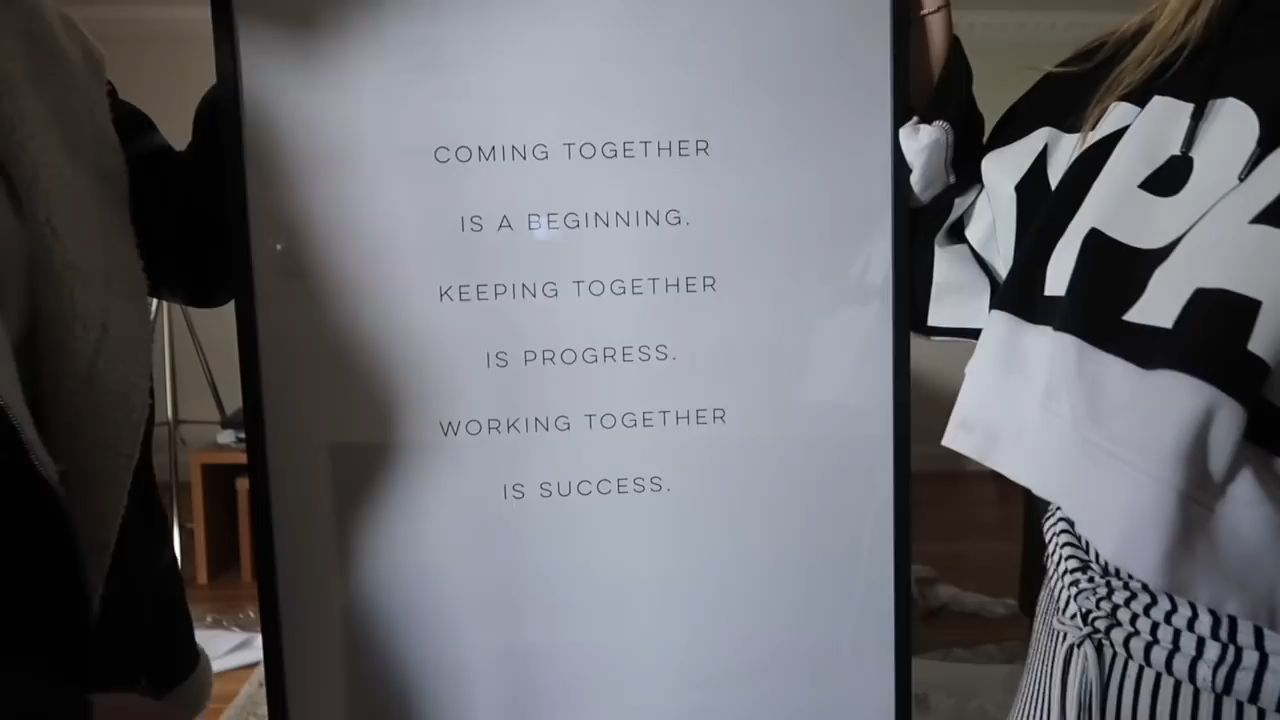 COMING TOGETHER
IS A BEGINNING.
KEEPING TOGETHER
IS PROGRESS.
WORKING TOGETHER
IS SUCCESS.